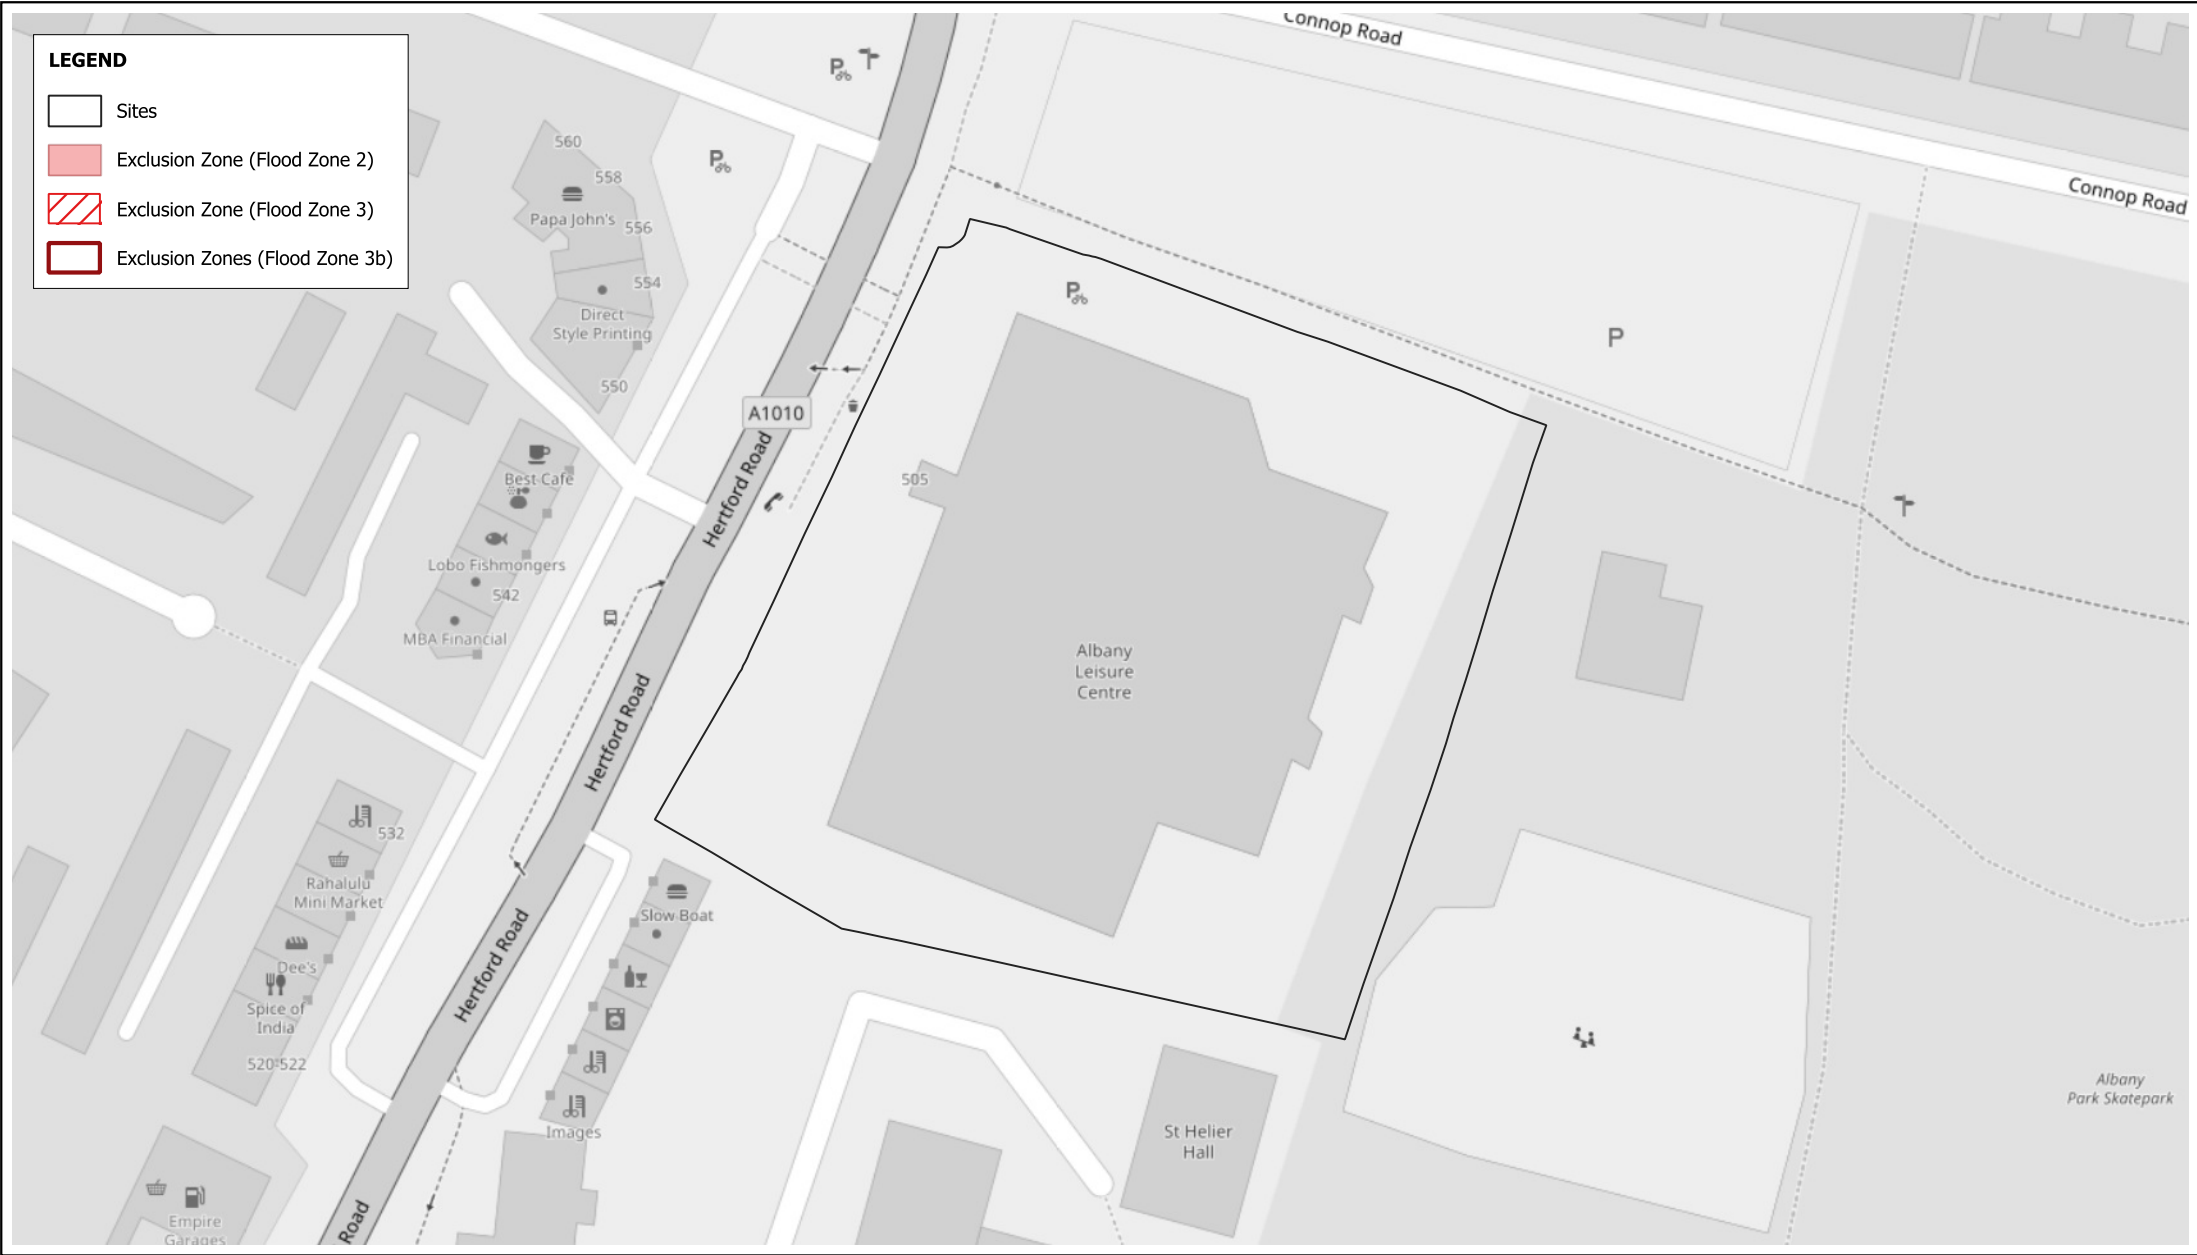 LEGEND
Sites
Exclusion Zone (Flood Zone 2)
Exclusion Zone (Flood Zone 3)
Exclusion Zones (Flood Zone 3b)
Connop Road
Connop Road
P
P
P
P
560
558
Papa John's
556
554
Direct
Style Printing
550
A1010
Hertford Road
Best Cafe
Lobo Fishmongers
542
MBA Financial
505
Albany
Leisure
Centre
Hertford Road
532
Rahalulu
Mini Market
Dee's
Spice of
India
520-522
Hertford Road
Slow Boat
Images
St Helier
Hall
Albany
Park Skatepark
Empire
Garages
Road